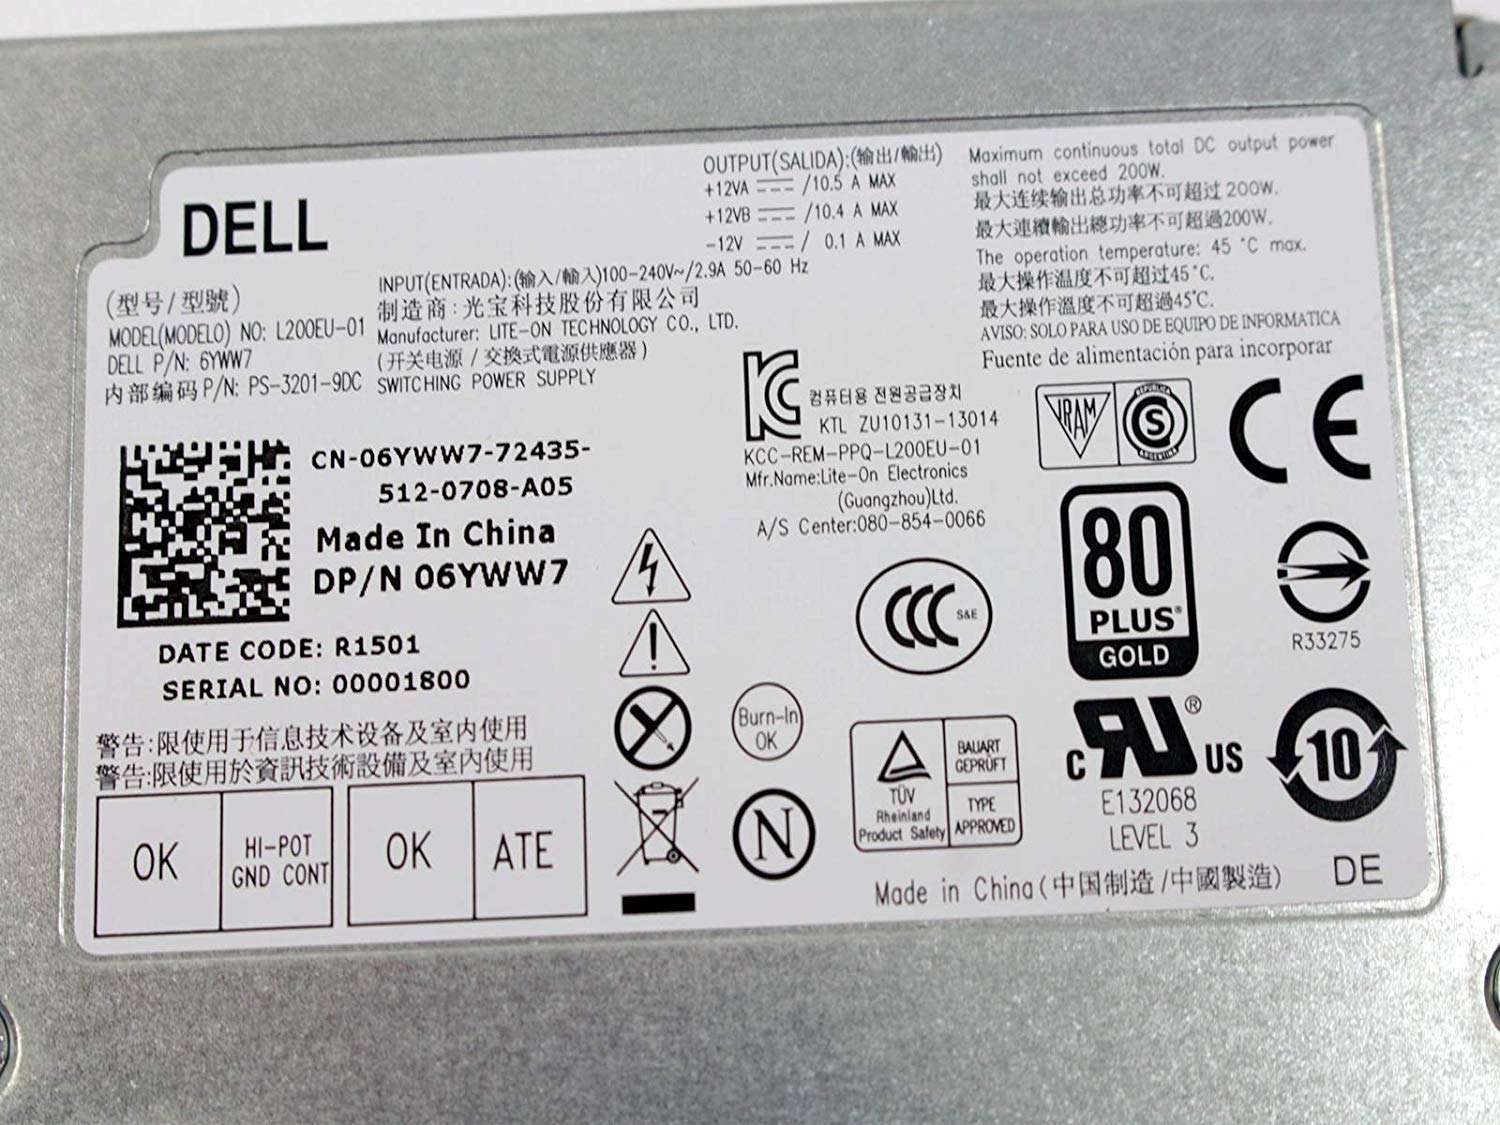 DELL
OUTPUT(SALIDA):(输出/輸出)
+12VA ⎓ /10.5 A MAX
+12VB ⎓ /10.4 A MAX
-12V ⎓ / 0.1 A MAX
INPUT(ENTRADA):(输入/輸入)100-240V~/2.9A 50-60 Hz
Maximum continuous total DC output power
shall not exceed 200W.
最大连续输出总功率不可超过 200W.
最大連續輸出總功率不可超過200W.
The operation temperature: 45 °C max.
最大操作温度不可超过45°C.
最大操作溫度不可超過45°C.
AVISO: SOLO PARA USO DE EQUIPO DE INFORMATICA
Fuente de alimentación para incorporar
(型号/型號)
MODEL(MODELO) NO: L200EU-01
DELL P/N: 6YWW7
内部编码 P/N: PS-3201-9DC
制造商:光宝科技股份有限公司
Manufacturer: LITE-ON TECHNOLOGY CO., LTD.
(开关电源 / 交換式電源供應器)
SWITCHING POWER SUPPLY
컴퓨터용 전원공급장치
KTL ZU10131-13014
KCC-REM-PPQ-L200EU-01
Mfr.Name:Lite-On Electronics
(Guangzhou)Ltd.
A/S Center:080-854-0066
IRAM
REPUBLICA
S
ARGENTINA
CE
CN-06YWW7-72435-
512-0708-A05
Made In China
DP/N 06YWW7
DATE CODE: R1501
SERIAL NO: 00001800
CCC S&E
80
PLUS®
GOLD
R33275
警告:限使用于信息技术设备及室内使用
警告:限使用於資訊技術設備及室內使用
OK
HI-POT
GND CONT
OK
ATE
Burn-In
OK
N
TÜV
Rheinland
Product Safety
BAUART
GEPRÜFT
TYPE
APPROVED
c RU® US
E132068
LEVEL 3
10
Made in China(中国制造/中國製造)
DE